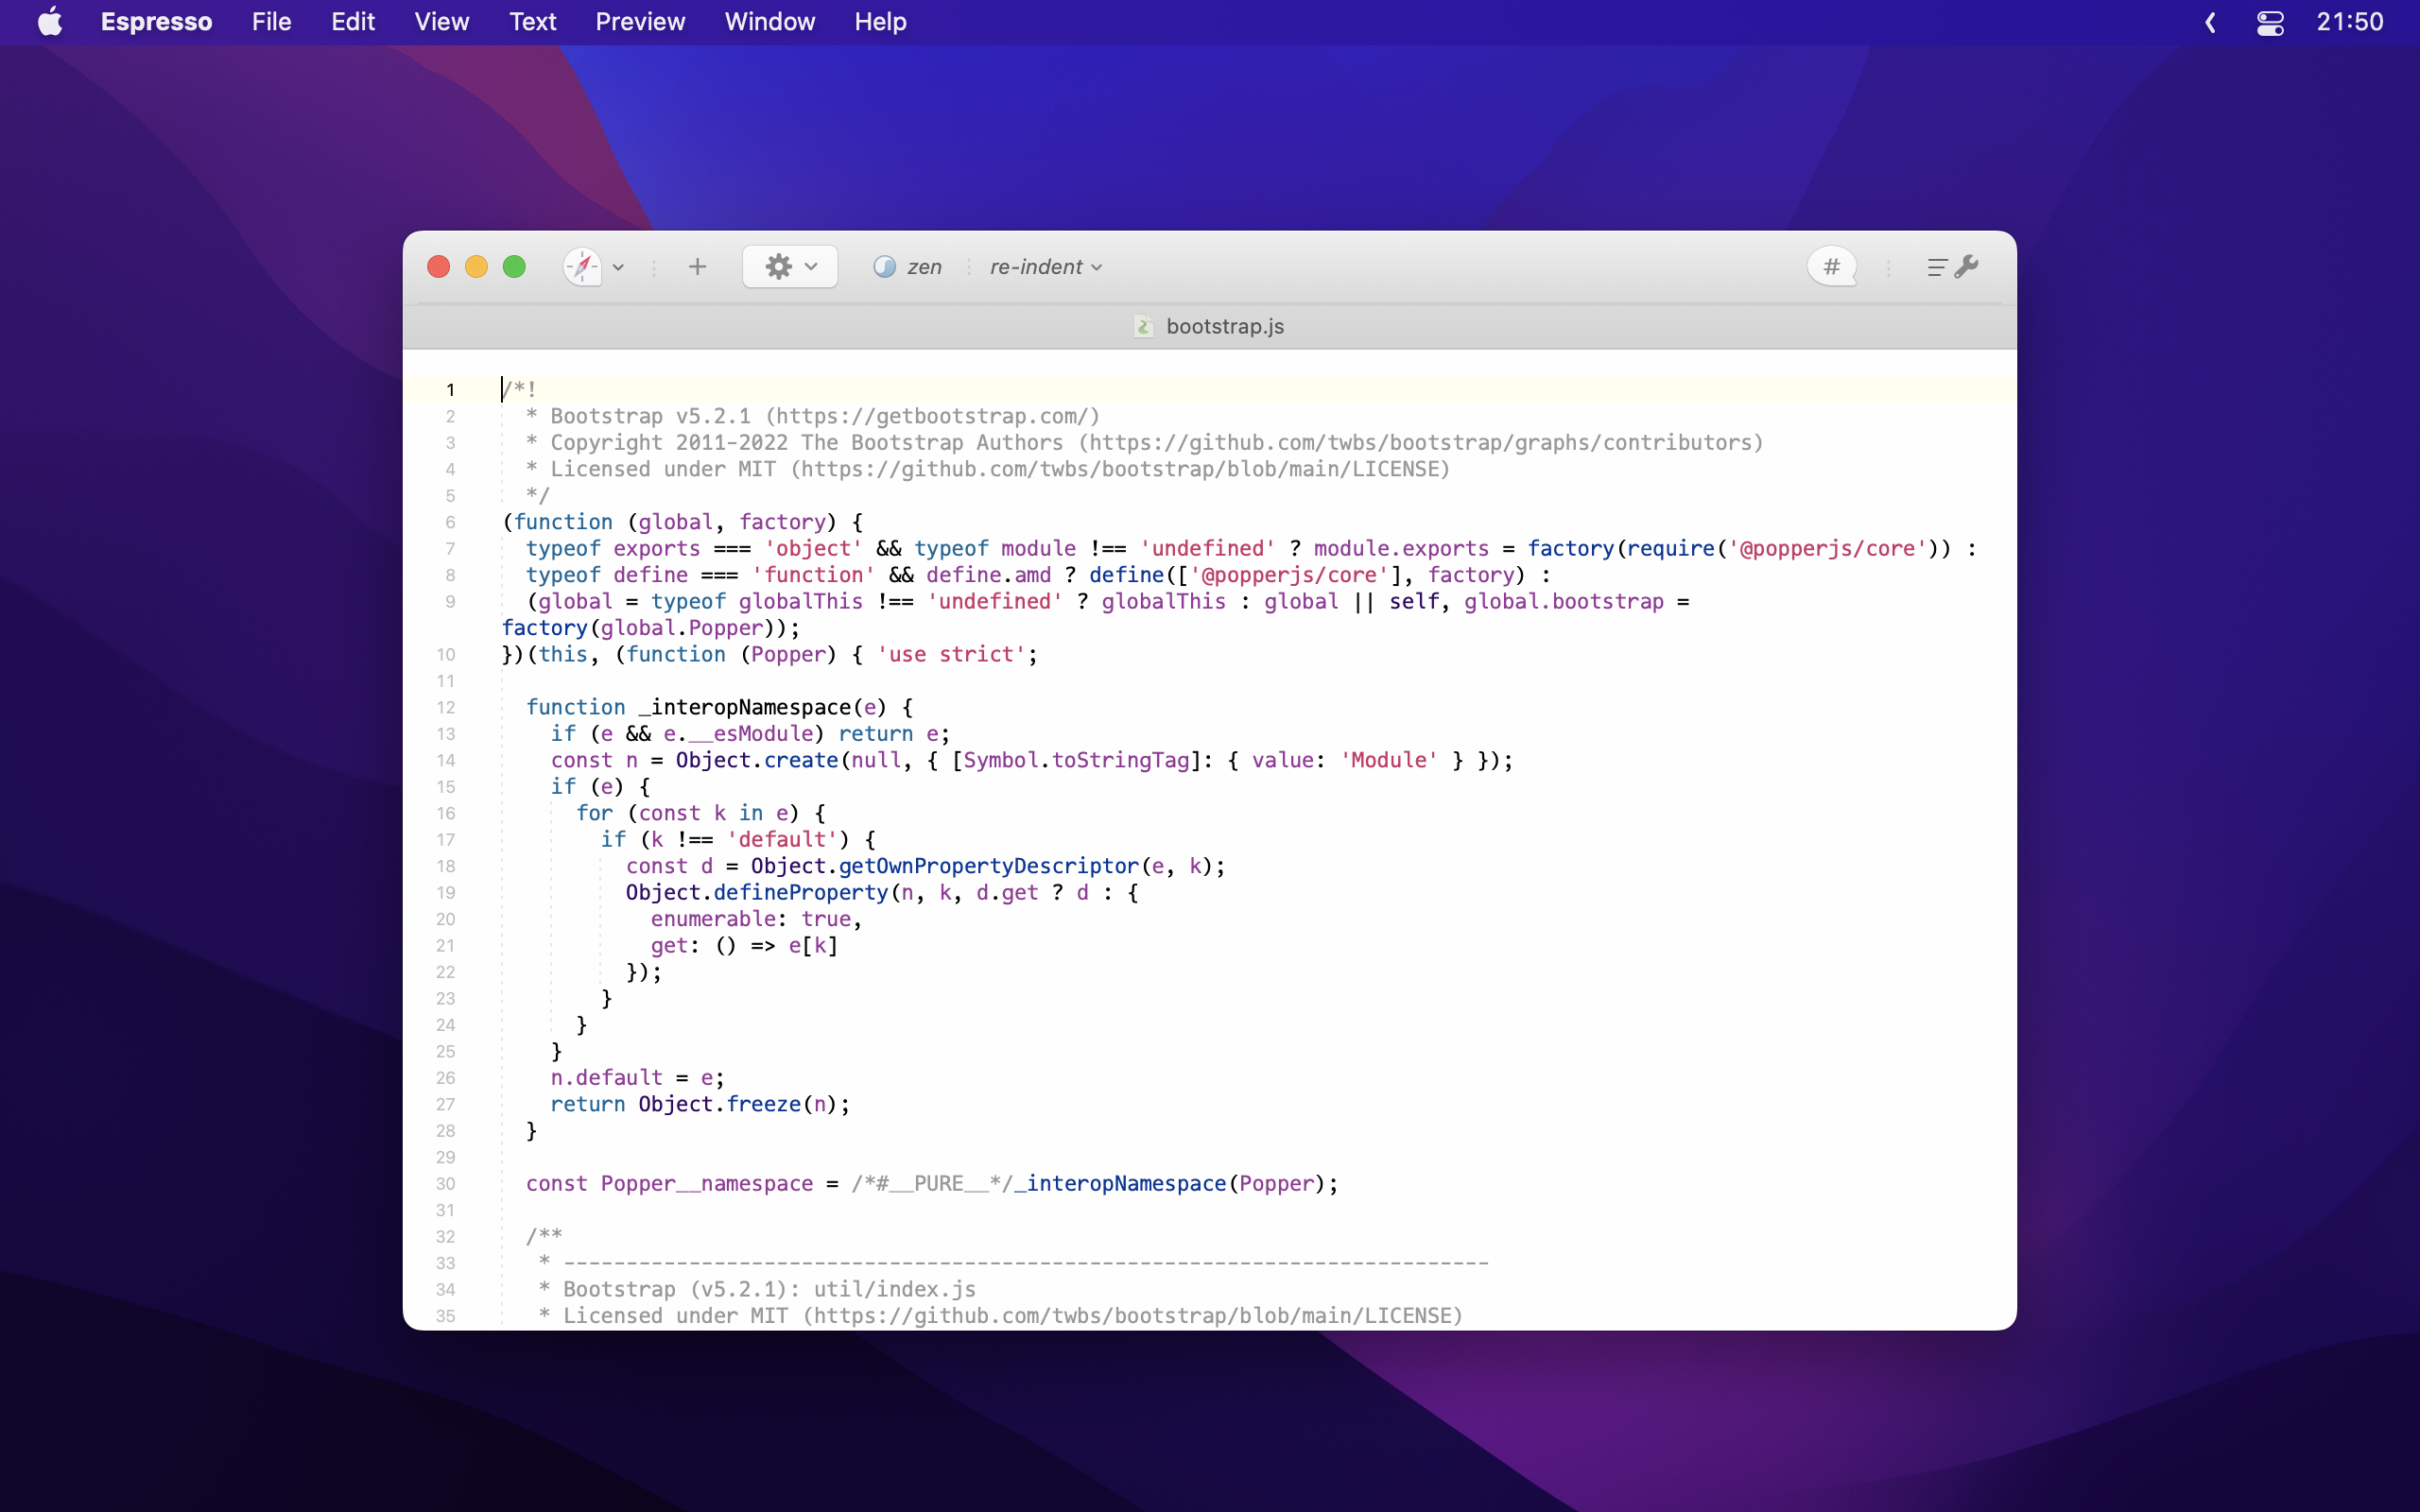 Espresso File Edit View Text Preview Window Help 21:50
zen re-indent #
bootstrap.js
1 /*!
2   * Bootstrap v5.2.1 (https://getbootstrap.com/)
3   * Copyright 2011-2022 The Bootstrap Authors (https://github.com/twbs/bootstrap/graphs/contributors)
4   * Licensed under MIT (https://github.com/twbs/bootstrap/blob/main/LICENSE)
5   */
6 (function (global, factory) {
7   typeof exports === 'object' && typeof module !== 'undefined' ? module.exports = factory(require('@popperjs/core')) :
8   typeof define === 'function' && define.amd ? define(['@popperjs/core'], factory) :
9   (global = typeof globalThis !== 'undefined' ? globalThis : global || self, global.bootstrap =
factory(global.Popper));
10 })(this, (function (Popper) { 'use strict';
11
12   function _interopNamespace(e) {
13     if (e && e.__esModule) return e;
14     const n = Object.create(null, { [Symbol.toStringTag]: { value: 'Module' } });
15     if (e) {
16       for (const k in e) {
17         if (k !== 'default') {
18           const d = Object.getOwnPropertyDescriptor(e, k);
19           Object.defineProperty(n, k, d.get ? d : {
20             enumerable: true,
21             get: () => e[k]
22           });
23         }
24       }
25     }
26     n.default = e;
27     return Object.freeze(n);
28   }
29
30   const Popper__namespace = /*#__PURE__*/_interopNamespace(Popper);
31
32   /**
33    * --------------------------------------------------------------------------
34    * Bootstrap (v5.2.1): util/index.js
35    * Licensed under MIT (https://github.com/twbs/bootstrap/blob/main/LICENSE)